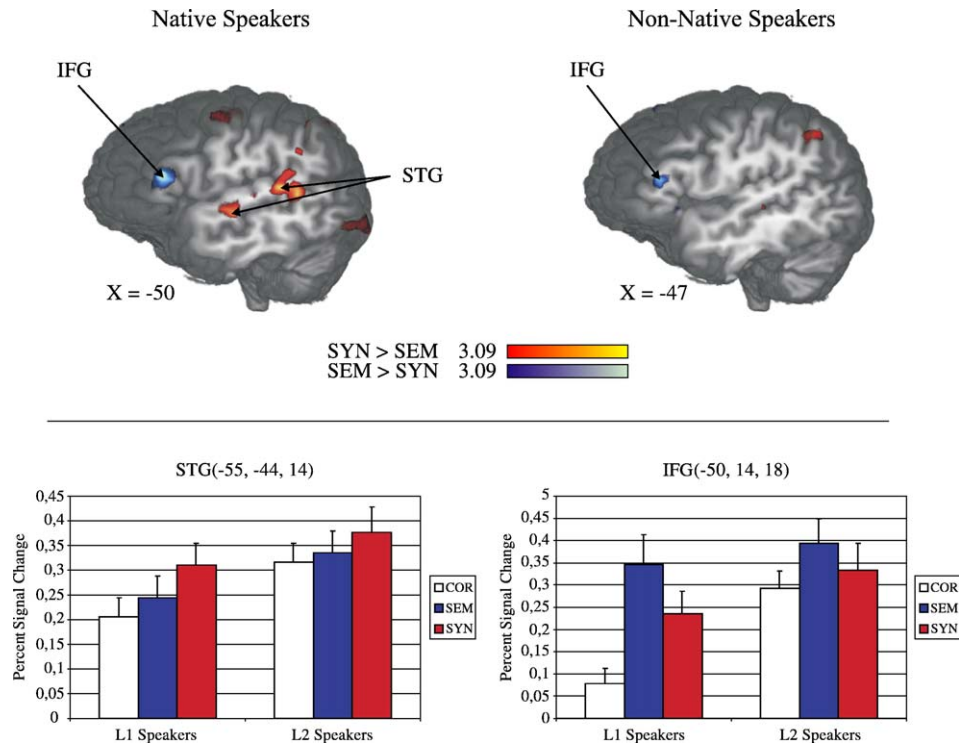 Native Speakers
Non-Native Speakers
IFG
STG
X = -50
IFG
X = -47
SYN > SEM 3.09
SEM > SYN 3.09
STG(-55, -44, 14)
Percent Signal Change
0,45
0,4
0,35
0,3
0,25
0,2
0,15
0,1
0,05
0
L1 Speakers
L2 Speakers
COR
SEM
SYN
IFG(-50, 14, 18)
Percent Signal Change
5
0,45
0,4
0,35
0,3
0,25
0,2
0,15
0,1
0,05
0
L1 Speakers
L2 Speakers
COR
SEM
SYN